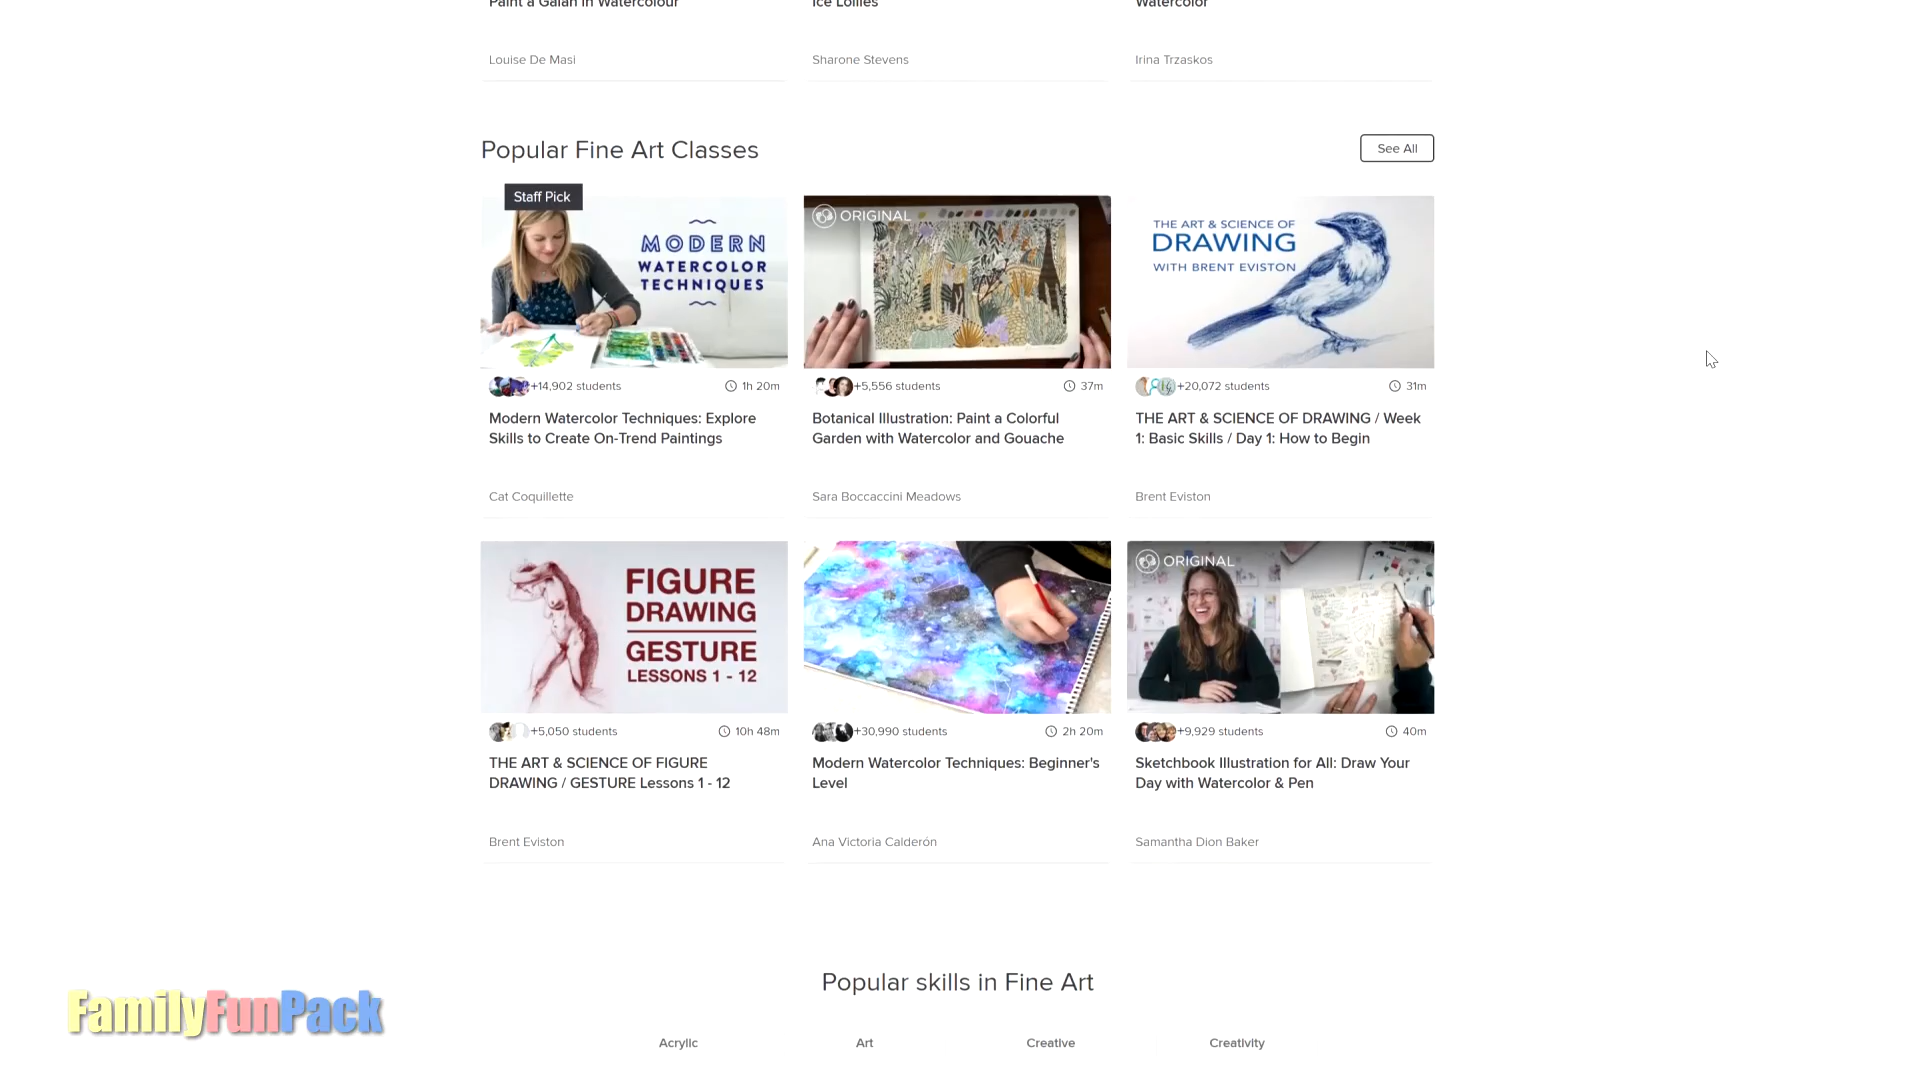 Paint a Galah in Watercolour
Ice Lollies
Watercolor
Louise De Masi
Sharone Stevens
Irina Trzaskos
Popular Fine Art Classes
See All
Staff Pick
MODERN
WATERCOLOR
TECHNIQUES
ORIGINAL
THE ART & SCIENCE OF
DRAWING
WITH BRENT EVISTON
+14,902 students
1h 20m
+5,556 students
37m
+20,072 students
31m
Modern Watercolor Techniques: Explore
Skills to Create On-Trend Paintings
Botanical Illustration: Paint a Colorful
Garden with Watercolor and Gouache
THE ART & SCIENCE OF DRAWING / Week
1: Basic Skills / Day 1: How to Begin
Cat Coquillette
Sara Boccaccini Meadows
Brent Eviston
FIGURE
DRAWING
GESTURE
LESSONS 1 - 12
ORIGINAL
+5,050 students
10h 48m
+30,990 students
2h 20m
+9,929 students
40m
THE ART & SCIENCE OF FIGURE
DRAWING / GESTURE Lessons 1 - 12
Modern Watercolor Techniques: Beginner's
Level
Sketchbook Illustration for All: Draw Your
Day with Watercolor & Pen
Brent Eviston
Ana Victoria Calderón
Samantha Dion Baker
Popular skills in Fine Art
FamilyFunPack
Acrylic
Art
Creative
Creativity